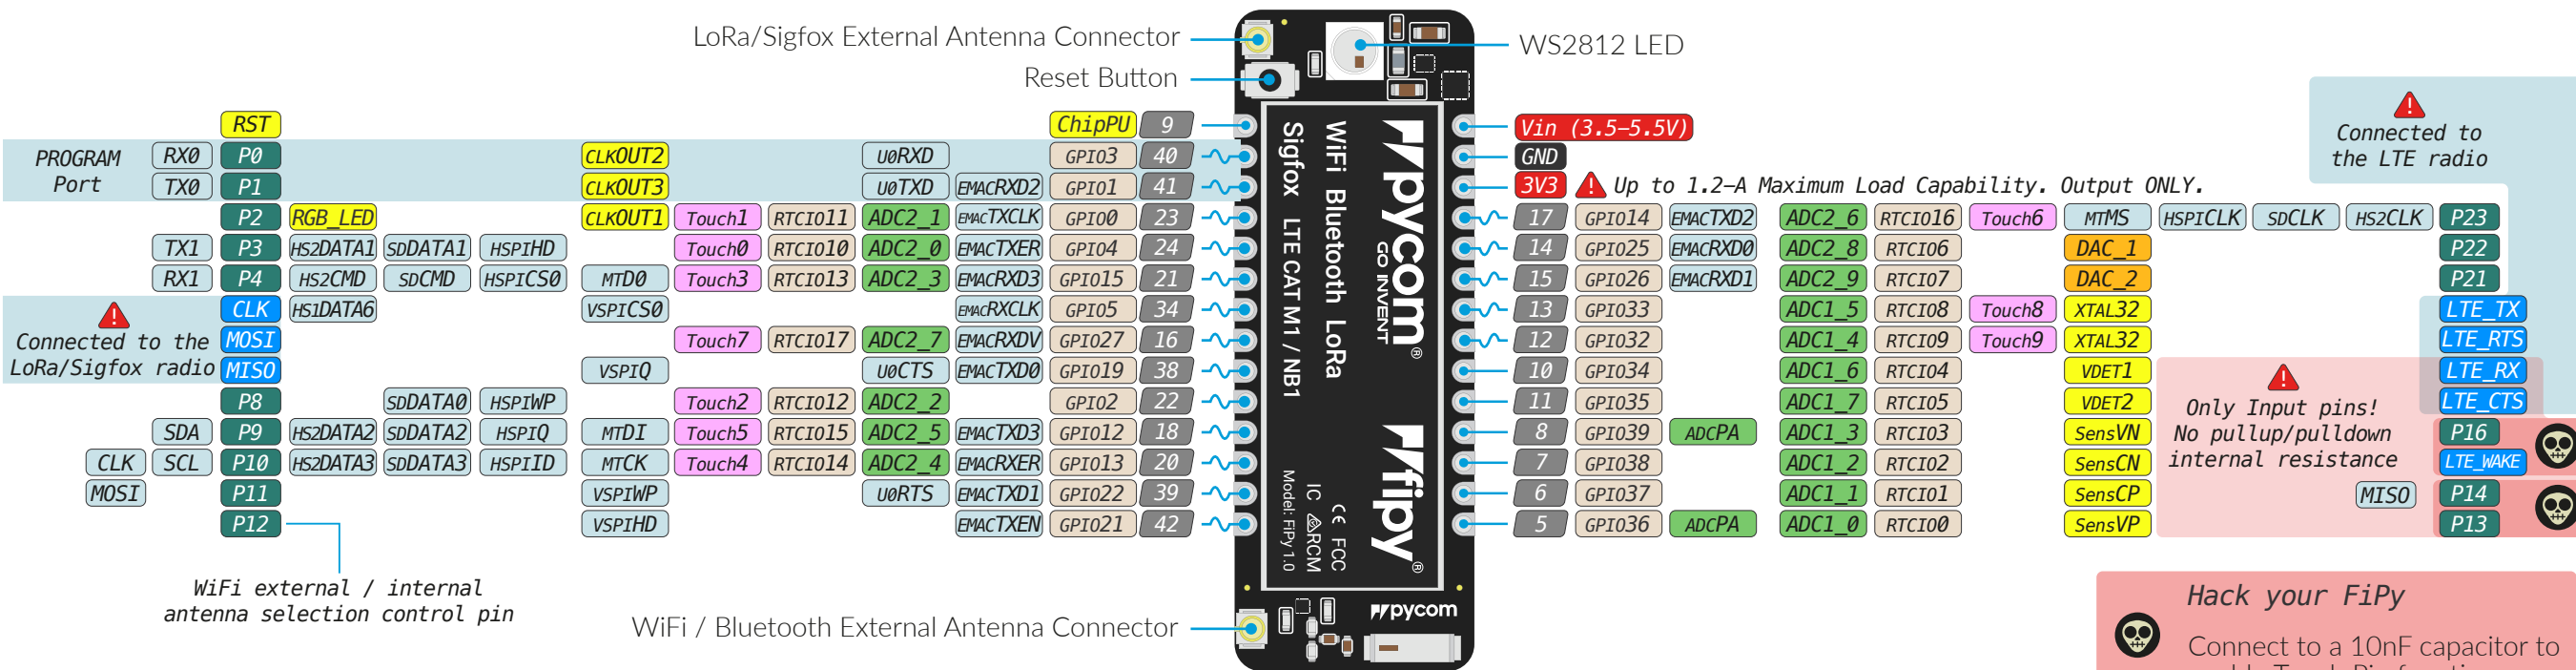 LoRa/Sigfox External Antenna Connector
WS2812 LED
Reset Button
RST ChipPU 9 Vin (3.5–5.5V)
PROGRAM Port
RX0 P0 CLKOUT2 U0RXD GPIO3 40 GND
TX0 P1 CLKOUT3 U0TXD EMACRXD2 GPIO1 41 3V3 Up to 1.2–A Maximum Load Capability. Output ONLY.
P2 RGB_LED CLKOUT1 Touch1 RTCIO11 ADC2_1 EMACTXCLK GPIO0 23 17 GPIO14 EMACTXD2 ADC2_6 RTCIO16 Touch6 MTMS HSPICLK SDCLK HS2CLK P23
TX1 P3 HS2DATA1 SDDATA1 HSPIHD Touch0 RTCIO10 ADC2_0 EMACTXER GPIO4 24 14 GPIO25 EMACRXD0 ADC2_8 RTCIO6 DAC_1 P22
RX1 P4 HS2CMD SDCMD HSPICS0 MTDO Touch3 RTCIO13 ADC2_3 EMACRXD3 GPIO15 21 15 GPIO26 EMACRXD1 ADC2_9 RTCIO7 DAC_2 P21
CLK HS1DATA6 VSPICS0 EMACRXCLK GPIO5 34 13 GPIO33 ADC1_5 RTCIO8 Touch8 XTAL32 LTE_TX
MOSI Touch7 RTCIO17 ADC2_7 EMACRXDV GPIO27 16 12 GPIO32 ADC1_4 RTCIO9 Touch9 XTAL32 LTE_RTS
MISO VSPIQ U0CTS EMACTXD0 GPIO19 38 10 GPIO34 ADC1_6 RTCIO4 VDET1 LTE_RX
P8 SDDATA0 HSPIWP Touch2 RTCIO12 ADC2_2 GPIO2 22 11 GPIO35 ADC1_7 RTCIO5 VDET2 LTE_CTS
SDA P9 HS2DATA2 SDDATA2 HSPIQ MTDI Touch5 RTCIO15 ADC2_5 EMACTXD3 GPIO12 18 8 GPIO39 ADCPA ADC1_3 RTCIO3 SensVN P16
CLK SCL P10 HS2DATA3 SDDATA3 HSPIID MTCK Touch4 RTCIO14 ADC2_4 EMACRXER GPIO13 20 7 GPIO38 ADC1_2 RTCIO2 SensCN LTE_WAKE
MOSI P11 VSPIWP U0RTS EMACTXD1 GPIO22 39 6 GPIO37 ADC1_1 RTCIO1 SensCP MISO P14
P12 VSPIHD EMACTXEN GPIO21 42 5 GPIO36 ADCPA ADC1_0 RTCIO0 SensVP P13
Connected to the
LoRa/Sigfox radio
Connected to
the LTE radio
Only Input pins!
No pullup/pulldown
internal resistance
pycom®
GO INVENT
WiFi Bluetooth LoRa
Sigfox LTE CAT M1 / NB1
fipy®
CE FCC
IC RCM
Model: FiPy 1.0
pycom
WiFi external / internal
antenna selection control pin
WiFi / Bluetooth External Antenna Connector
Hack your FiPy
Connect to a 10nF capacitor to